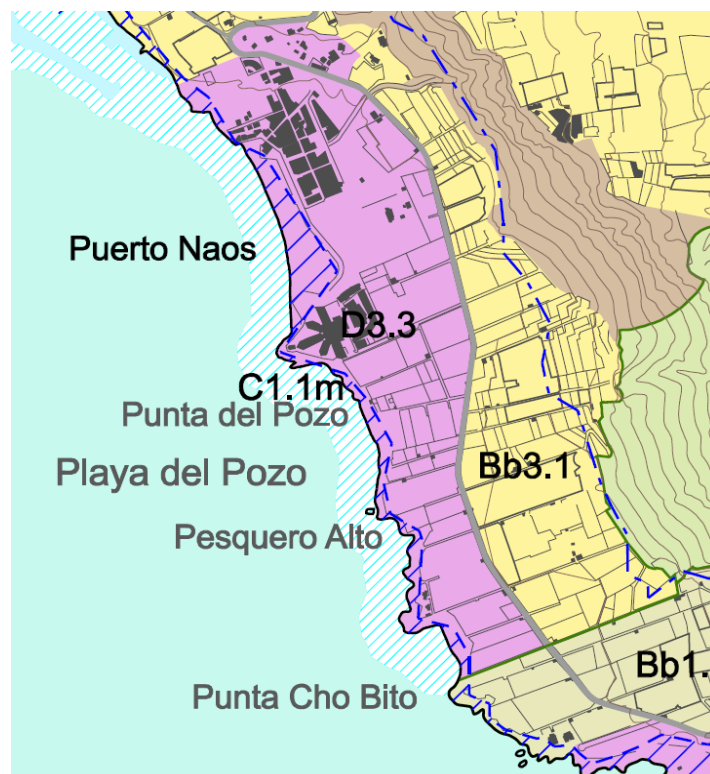 Puerto Naos
D3.3
C1.1m
Punta del Pozo
Playa del Pozo
Bb3.1
Pesquero Alto
Bb1.
Punta Cho Bito